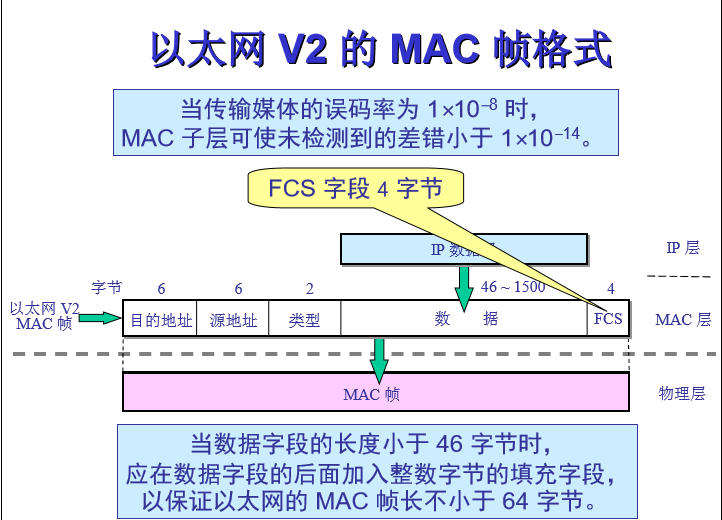 以太网 V2 的 MAC 帧格式
当传输媒体的误码率为 1×10⁻⁸ 时,
MAC 子层可使未检测到的差错小于 1×10⁻¹⁴。
FCS 字段 4 字节
IP 数据
IP 层
字节 6 6 2 46 ~ 1500 4
以太网 V2
MAC 帧
目的地址 源地址 类型 数 据 FCS
MAC 层
MAC 帧
物理层
当数据字段的长度小于 46 字节时,
应在数据字段的后面加入整数字节的填充字段,
以保证以太网的 MAC 帧长不小于 64 字节。